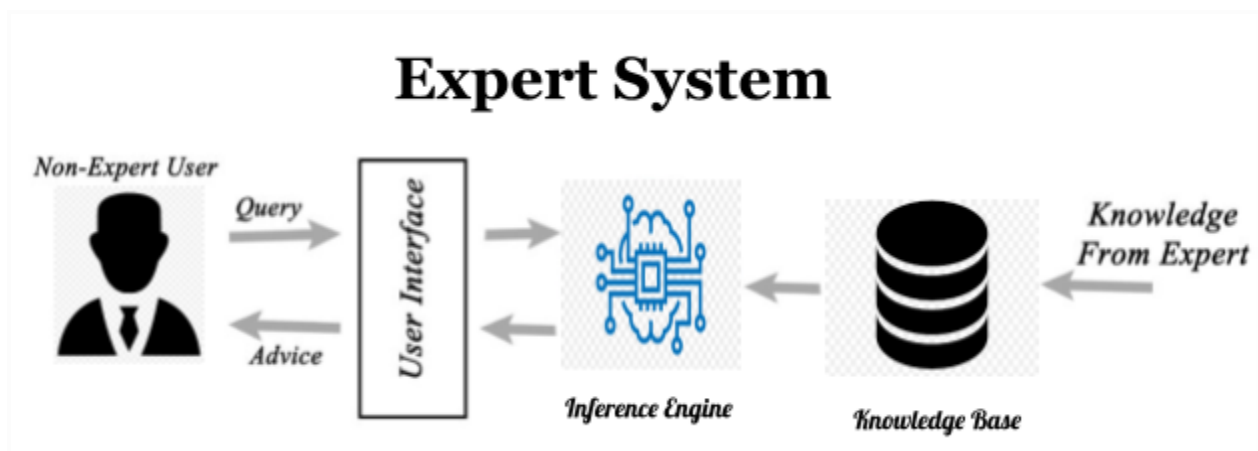 Expert System
Non-Expert User
Query
Advice
User Interface
Inference Engine
Knowledge Base
Knowledge
From Expert